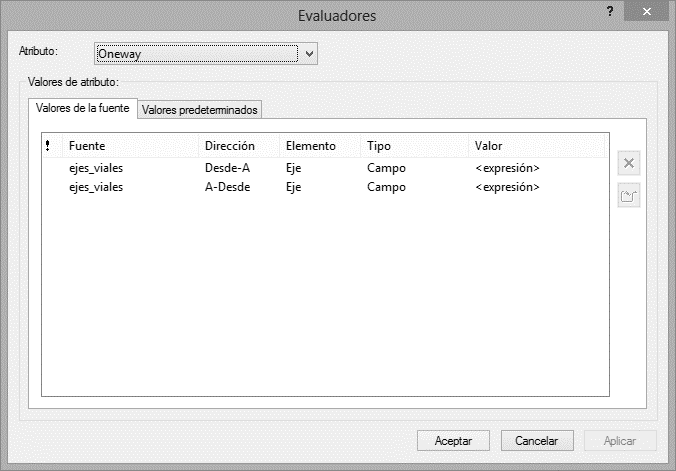 Evaluadores
?
Atributo: Oneway
Valores de atributo:
Valores de la fuente Valores predeterminados
! Fuente Dirección Elemento Tipo Valor
ejes_viales Desde-A Eje Campo <expresión>
ejes_viales A-Desde Eje Campo <expresión>
Aceptar Cancelar Aplicar